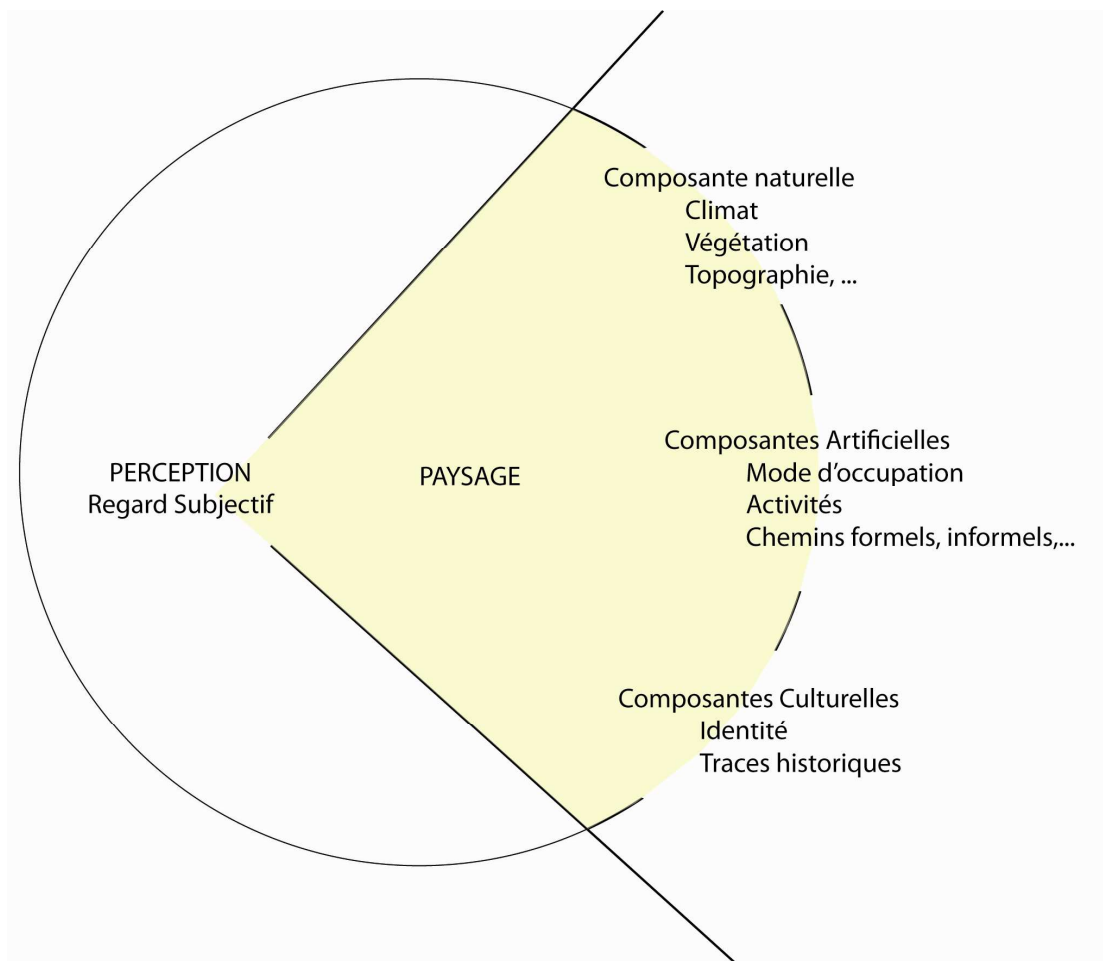 Composante naturelle
Climat
Végétation
Topographie, ...
PERCEPTION
Regard Subjectif
PAYSAGE
Composantes Artificielles
Mode d'occupation
Activités
Chemins formels, informels,...
Composantes Culturelles
Identité
Traces historiques